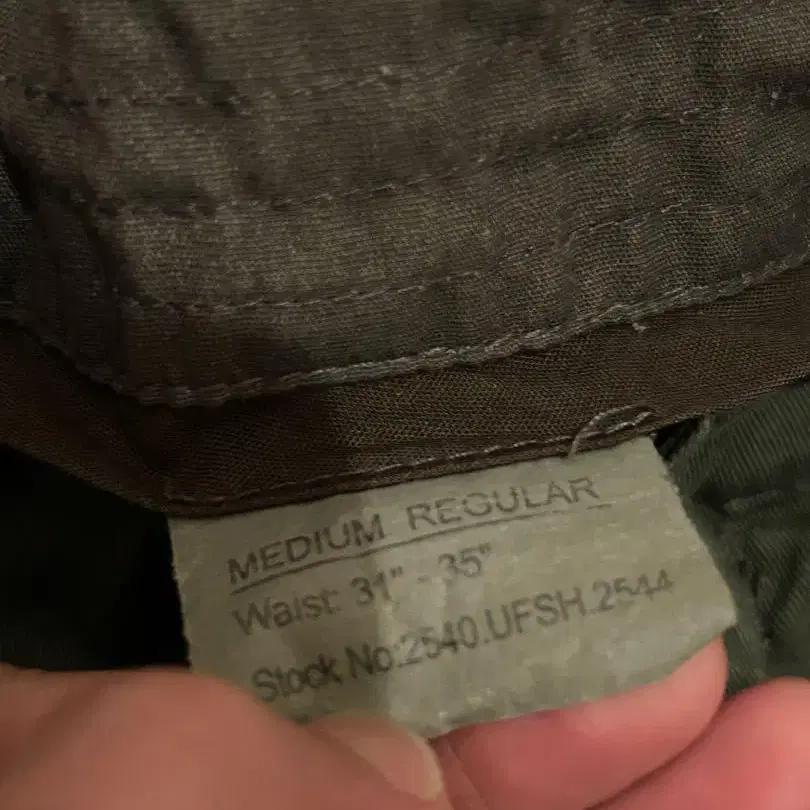 MEDIUM REGULAR
Waist: 31" - 35"
Stock No:2540.UFSH.2544